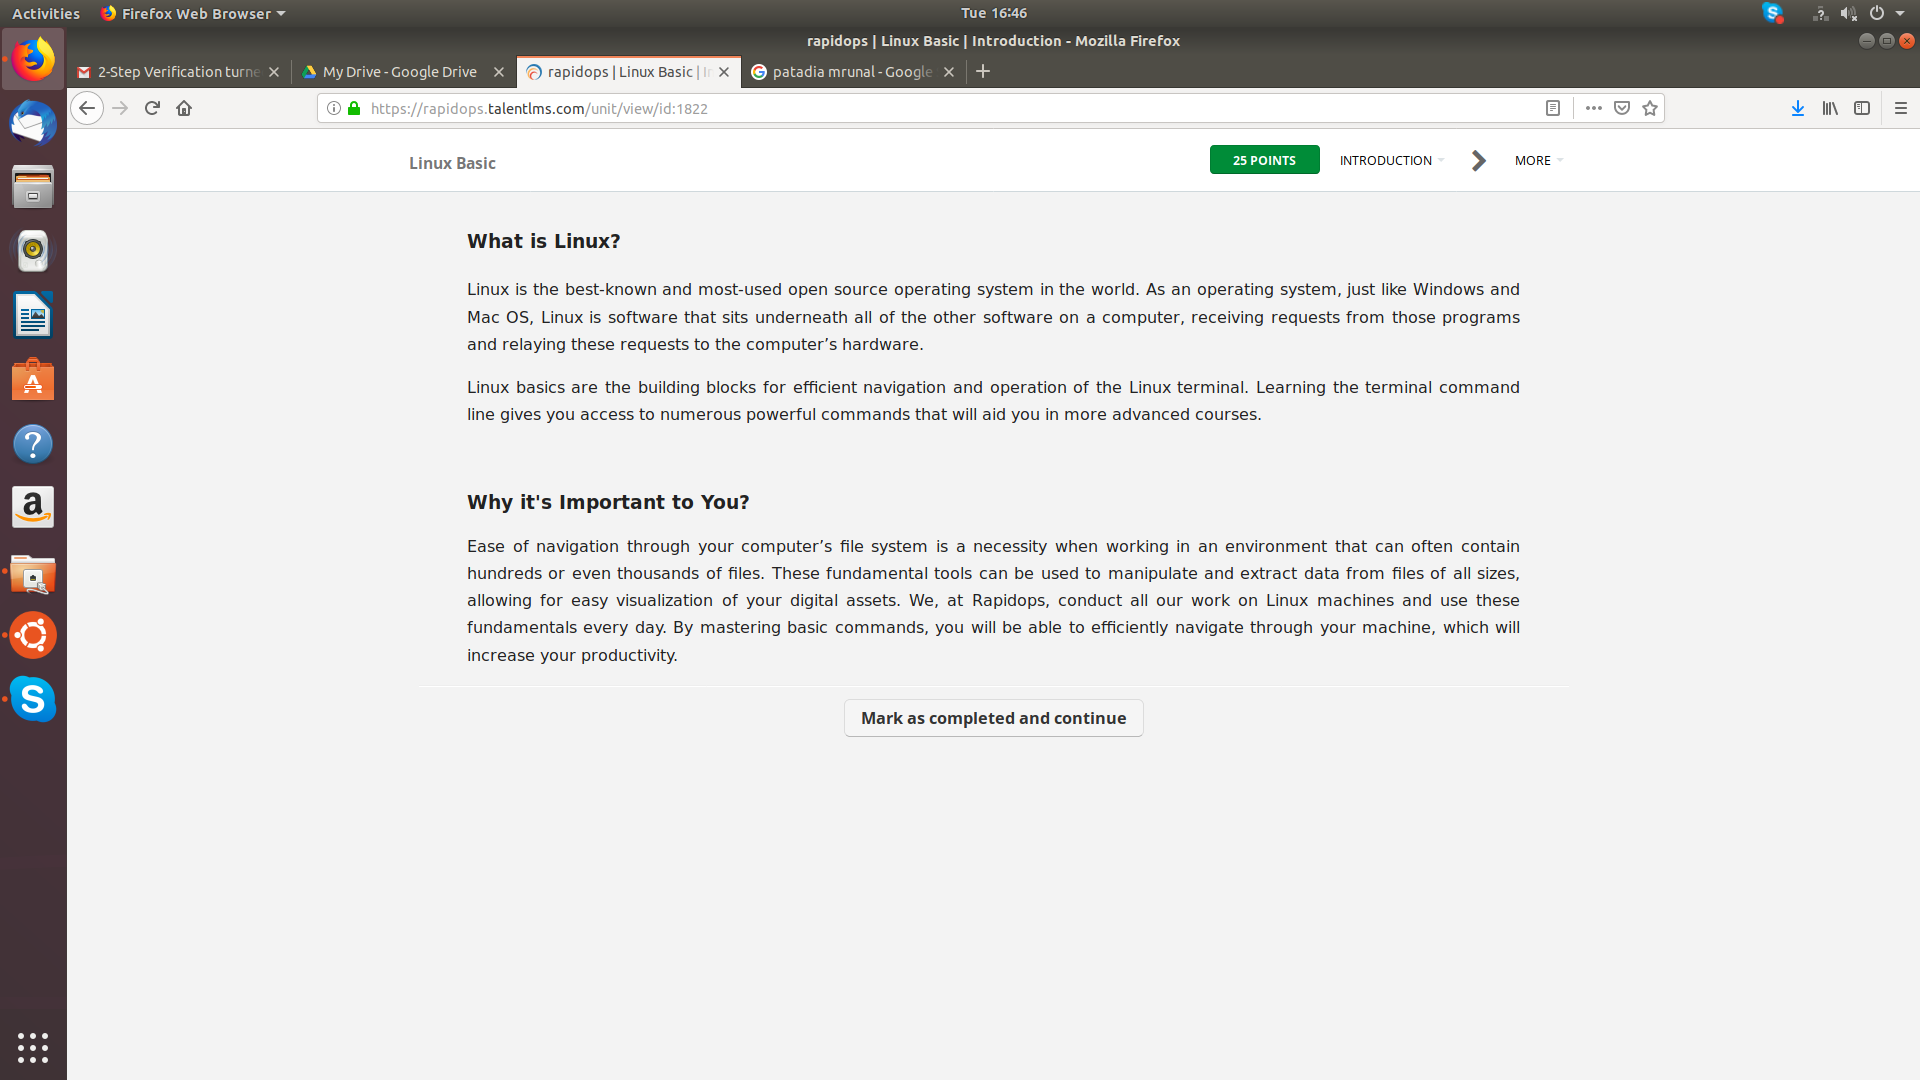 Activities Firefox Web Browser Tue 16:46
rapidops | Linux Basic | Introduction - Mozilla Firefox
2-Step Verification turne My Drive - Google Drive rapidops | Linux Basic | In patadia mrunal - Google
https://rapidops.talentlms.com/unit/view/id:1822
Linux Basic 25 POINTS INTRODUCTION MORE
What is Linux?
Linux is the best-known and most-used open source operating system in the world. As an operating system, just like Windows and
Mac OS, Linux is software that sits underneath all of the other software on a computer, receiving requests from those programs
and relaying these requests to the computer’s hardware.
Linux basics are the building blocks for efficient navigation and operation of the Linux terminal. Learning the terminal command
line gives you access to numerous powerful commands that will aid you in more advanced courses.
Why it's Important to You?
Ease of navigation through your computer’s file system is a necessity when working in an environment that can often contain
hundreds or even thousands of files. These fundamental tools can be used to manipulate and extract data from files of all sizes,
allowing for easy visualization of your digital assets. We, at Rapidops, conduct all our work on Linux machines and use these
fundamentals every day. By mastering basic commands, you will be able to efficiently navigate through your machine, which will
increase your productivity.
Mark as completed and continue